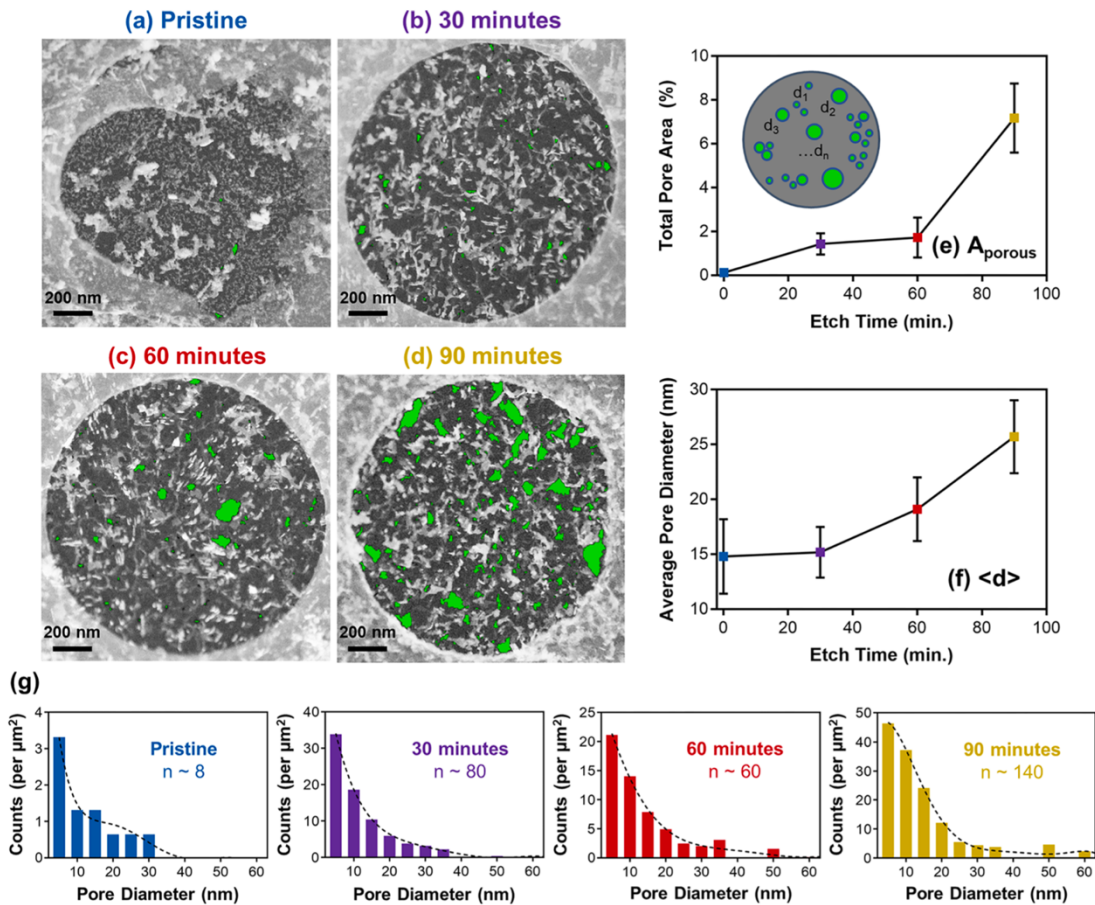 (a) Pristine
(b) 30 minutes
200 nm
200 nm
(c) 60 minutes
(d) 90 minutes
200 nm
200 nm
Total Pore Area (%)
10
8
6
4
2
0
d₁
d₂
d₃
...dₙ
(e) Aporous
0 20 40 60 80 100
Etch Time (min.)
Average Pore Diameter (nm)
30
25
20
15
10
(f) <d>
0 20 40 60 80 100
Etch Time (min.)
(g)
Counts (per μm²)
4
3
2
1
0
Pristine
n ~ 8
10 20 30 40 50 60
Pore Diameter (nm)
Counts (per μm²)
40
30
20
10
0
30 minutes
n ~ 80
10 20 30 40 50 60
Pore Diameter (nm)
Counts (per μm²)
25
20
15
10
5
0
60 minutes
n ~ 60
10 20 30 40 50 60
Pore Diameter (nm)
Counts (per μm²)
50
40
30
20
10
0
90 minutes
n ~ 140
10 20 30 40 50 60
Pore Diameter (nm)